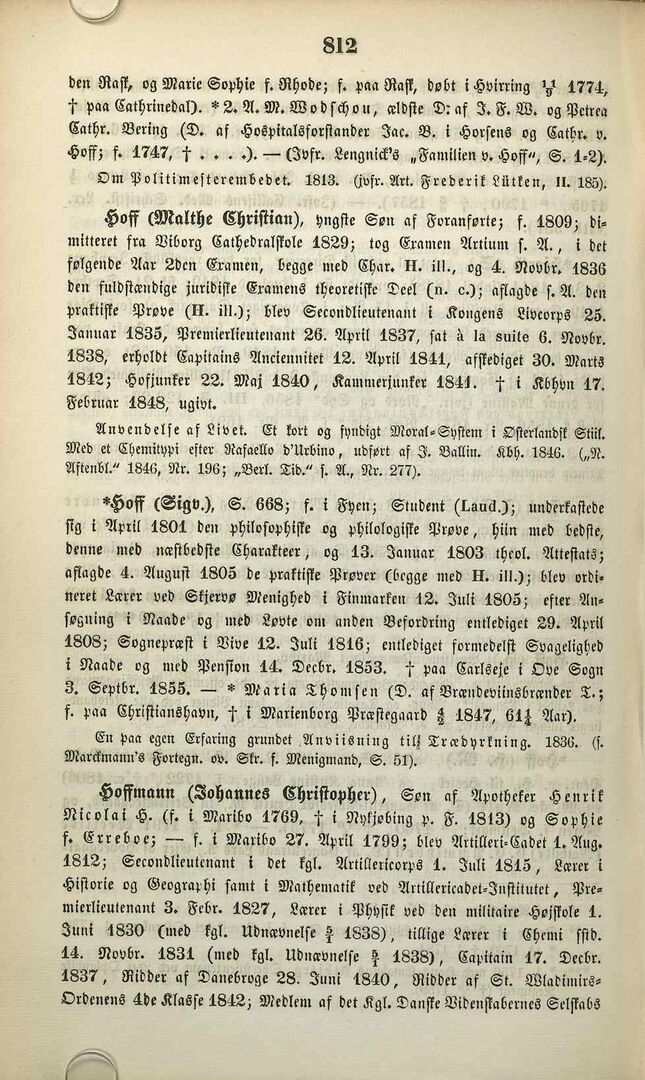 812
den Rask, og Marie Sophie f. Rhode; f. paa Rask, døbt i Hvirring 1/11 1774,
† paa Cathrinedal). *2. A. M. Wodschou, ældste D: af J. F. W. og Petrea
Cathr. Bering (D. af Hospitalsforstander Jac. B. i Horsens og Cathr. v.
Hoff; f. 1747, † . . . .). — (Jvfr. Lengnick's „Familien v. Hoff“, S. 1-2).
Om Politimesterembedet. 1813. (jvfr. Art. Frederik Lütken, II. 185).
Hoff (Malthe Christian), yngste Søn af Foranførte; f. 1809; di-
mitteret fra Viborg Cathedralskole 1829; tog Examen Artium s. A., i det
følgende Aar 2den Examen, begge med Char. H. ill., og 4. Novbr. 1836
den fuldstændige juridiske Examens theoretiske Deel (n. c.); aflagde s. A. den
praktiske Prøve (H. ill.); blev Secondlieutenant i Kongens Livcorps 25.
Januar 1835, Premierlieutenant 26. April 1837, sat à la suite 6. Novbr.
1838, erholdt Capitains Anciennitet 12. April 1841, afskediget 30. Marts
1842; Hofjunker 22. Maj 1840, Kammerjunker 1841. † i Kbhvn 17.
Februar 1848, ugivt.
Anvendelse af Livet. Et kort og fyndigt Moral-System i Østerlandsk Stiil.
Med et Chemitypi efter Rafaello d'Urbino, udført af J. Ballin. Kbh. 1846. („N.
Aftenbl.“ 1846, Nr. 196; „Berl. Tid.“ s. A., Nr. 277).
*Hoff (Sigv.), S. 668; f. i Fyen; Student (Laud.); underkastede
sig i April 1801 den philosophiske og philologiske Prøve, hiin med bedste,
denne med næstbedste Charakteer, og 13. Januar 1803 theol. Attestats;
aflagde 4. August 1805 de praktiske Prøver (begge med H. ill.); blev ordi-
neret Lærer ved Skjervø Menighed i Finmarken 12. Juli 1805; efter An-
søgning i Naade og med Løvte om anden Befordring entlediget 29. April
1808; Sognepræst i Vive 12. Juli 1816; entlediget formedelst Svagelighed
i Naade og med Pension 14. Decbr. 1853. † paa Carlseje i Ove Sogn
3. Septbr. 1855. — * Maria Thomsen (D. af Brændeviinsbrænder T.;
f. paa Christianshavn, † i Marienborg Præstegaard 1847, 61¼ Aar).
En paa egen Erfaring grundet Anviisning til Trædyrkning. 1836. (f.
Marckmann's Fortegn. ov. Skr. f. Menigmand, S. 51).
Hoffmann (Johannes Christopher), Søn af Apotheker Henrik
Nicolai H. (f. i Maribo 1769, † i Nykjøbing p. F. 1813) og Sophie
f. Erreboe; — f. i Maribo 27. April 1799; blev Artilleri-Cadet 1. Aug.
1812; Secondlieutenant i det kgl. Artillericorps 1. Juli 1815, Lærer i
Historie og Geographi samt i Mathematik ved Artillericadet-Institutet, Pre-
mierlieutenant 3. Febr. 1827, Lærer i Physik ved den militaire Højskole 1.
Juni 1830 (med kgl. Udnævnelse 5/1 1838), tillige Lærer i Chemi sstd.
14. Novbr. 1831 (med kgl. Udnævnelse 5/1 1838), Capitain 17. Decbr.
1837, Ridder af Danebroge 28. Juni 1840, Ridder af St. Wladimirs-
Ordenens 4de Klasse 1842; Medlem af det Kgl. Danske Videnskabernes Selskabs